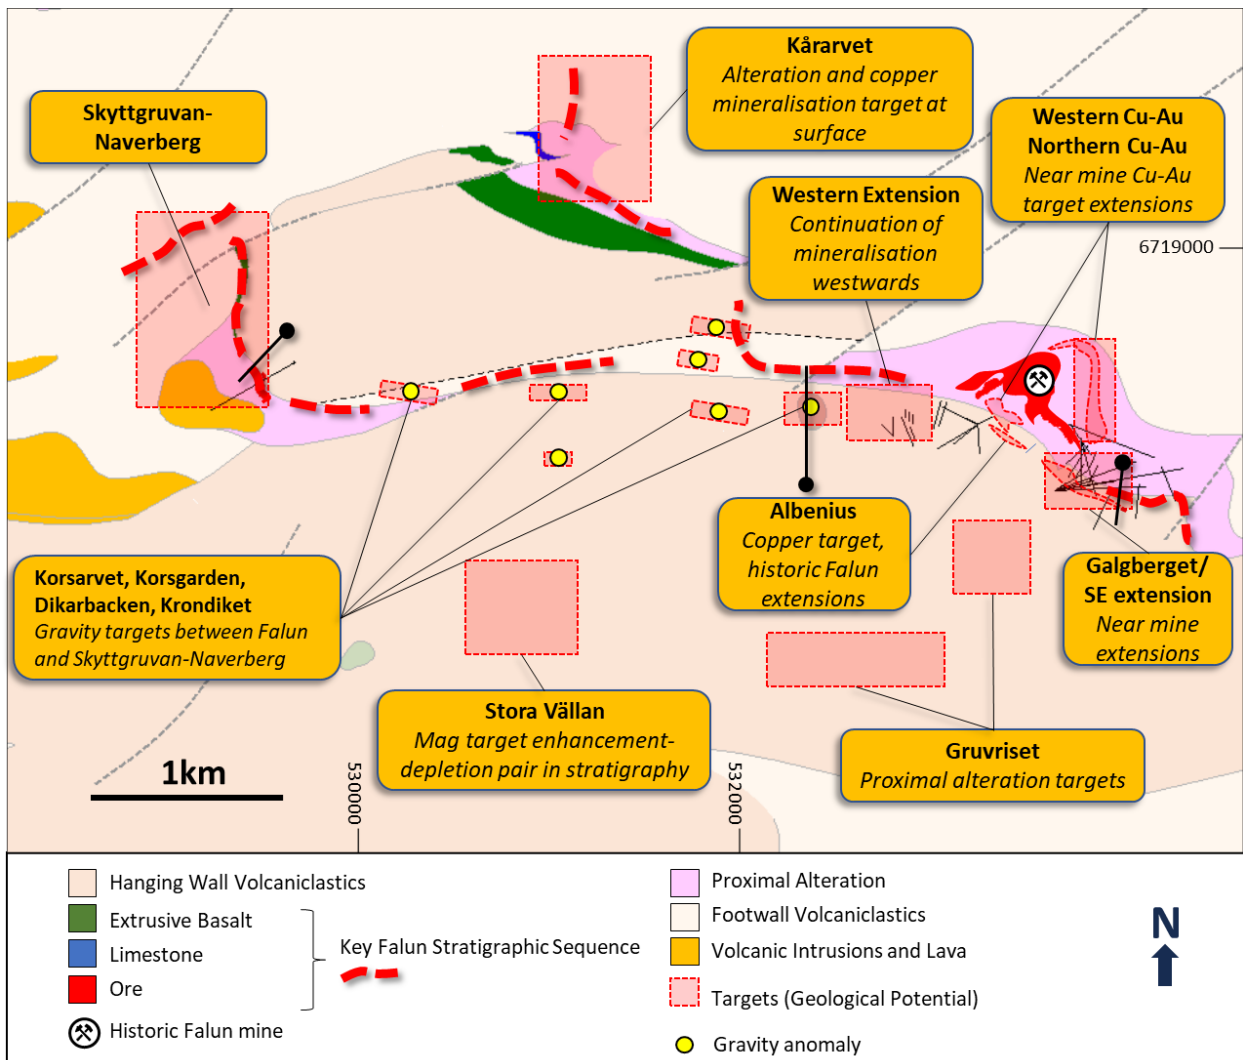 Kårarvet
Alteration and copper
mineralisation target at
surface
Skyttgruvan-
Naverberg
Western Cu-Au
Northern Cu-Au
Near mine Cu-Au
target extensions
Western Extension
Continuation of
mineralisation
westwards
6719000
Albenius
Copper target,
historic Falun
extensions
Korsarvet, Korsgarden,
Dikarbacken, Krondiket
Gravity targets between Falun
and Skyttgruvan-Naverberg
Galgberget/
SE extension
Near mine
extensions
Stora Vällan
Mag target enhancement-
depletion pair in stratigraphy
Gruvriset
Proximal alteration targets
1km
530000
532000
Hanging Wall Volcaniclastics
Extrusive Basalt
Limestone
Ore
Key Falun Stratigraphic Sequence
Historic Falun mine
Proximal Alteration
Footwall Volcaniclastics
Volcanic Intrusions and Lava
Targets (Geological Potential)
Gravity anomaly
N